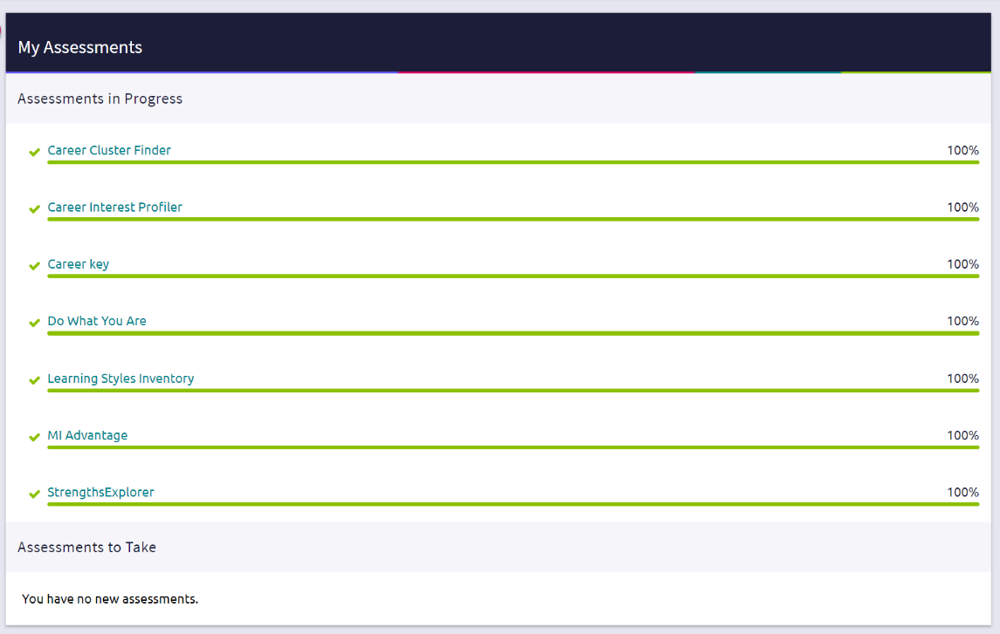 My Assessments
Assessments in Progress
Career Cluster Finder 100%
Career Interest Profiler 100%
Career key 100%
Do What You Are 100%
Learning Styles Inventory 100%
MI Advantage 100%
StrengthsExplorer 100%
Assessments to Take
You have no new assessments.